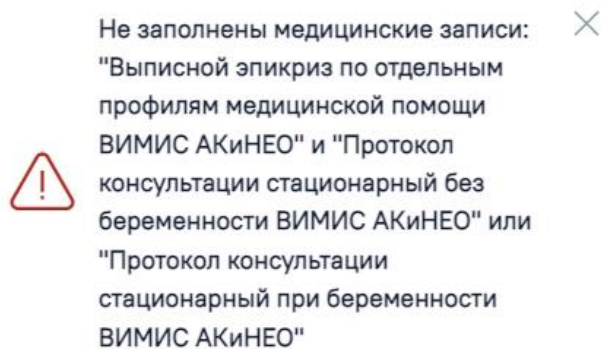 Не заполнены медицинские записи:
"Выписной эпикриз по отдельным
профилям медицинской помощи
ВИМИС АКиНЕО" и "Протокол
консультации стационарный без
беременности ВИМИС АКиНЕО" или
"Протокол консультации
стационарный при беременности
ВИМИС АКиНЕО"